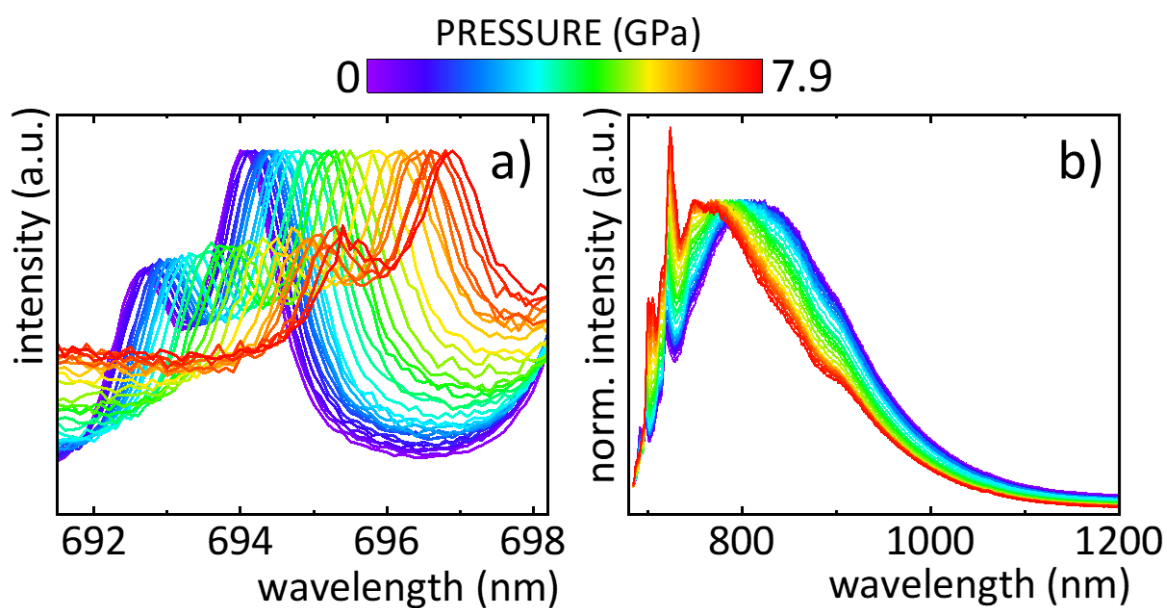 PRESSURE (GPa)
0 7.9
a)
b)
intensity (a.u.)
norm. intensity (a.u.)
692 694 696 698
800 1000 1200
wavelength (nm)
wavelength (nm)